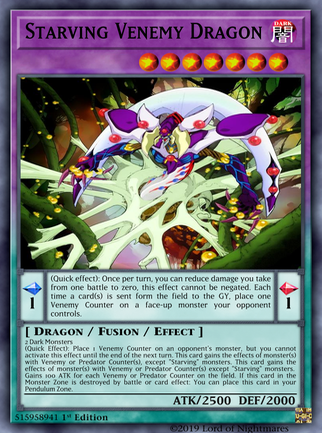 STARVING VENEMY DRAGON
DARK
闇
(Quick effect): Once per turn, you can reduce damage you take
from one battle to zero, this effect cannot be negated. Each
time a card(s) is sent form the field to the GY, place one
Venemy Counter on a face-up monster your opponent
controls.
1
1
[ DRAGON / FUSION / EFFECT ]
2 Dark Monsters
(Quick Effect): Place 1 Venemy Counter on an opponent's monster, but you cannot
activate this effect until the end of the next turn. This card gains the effects of monster(s)
with Venemy or Predator Counter(s), except "Starving" monsters. This card gains the
effects of monster(s) with Venemy or Predator Counter(s) except "Starving" monsters.
Gains 100 ATK for each Venemy or Predator Counter on the field. If this card in the
Monster Zone is destroyed by battle or card effect: You can place this card in your
Pendulum Zone.
ATK/2500 DEF/2000
515958941 1st Edition
©2019 Lord of Nightmares